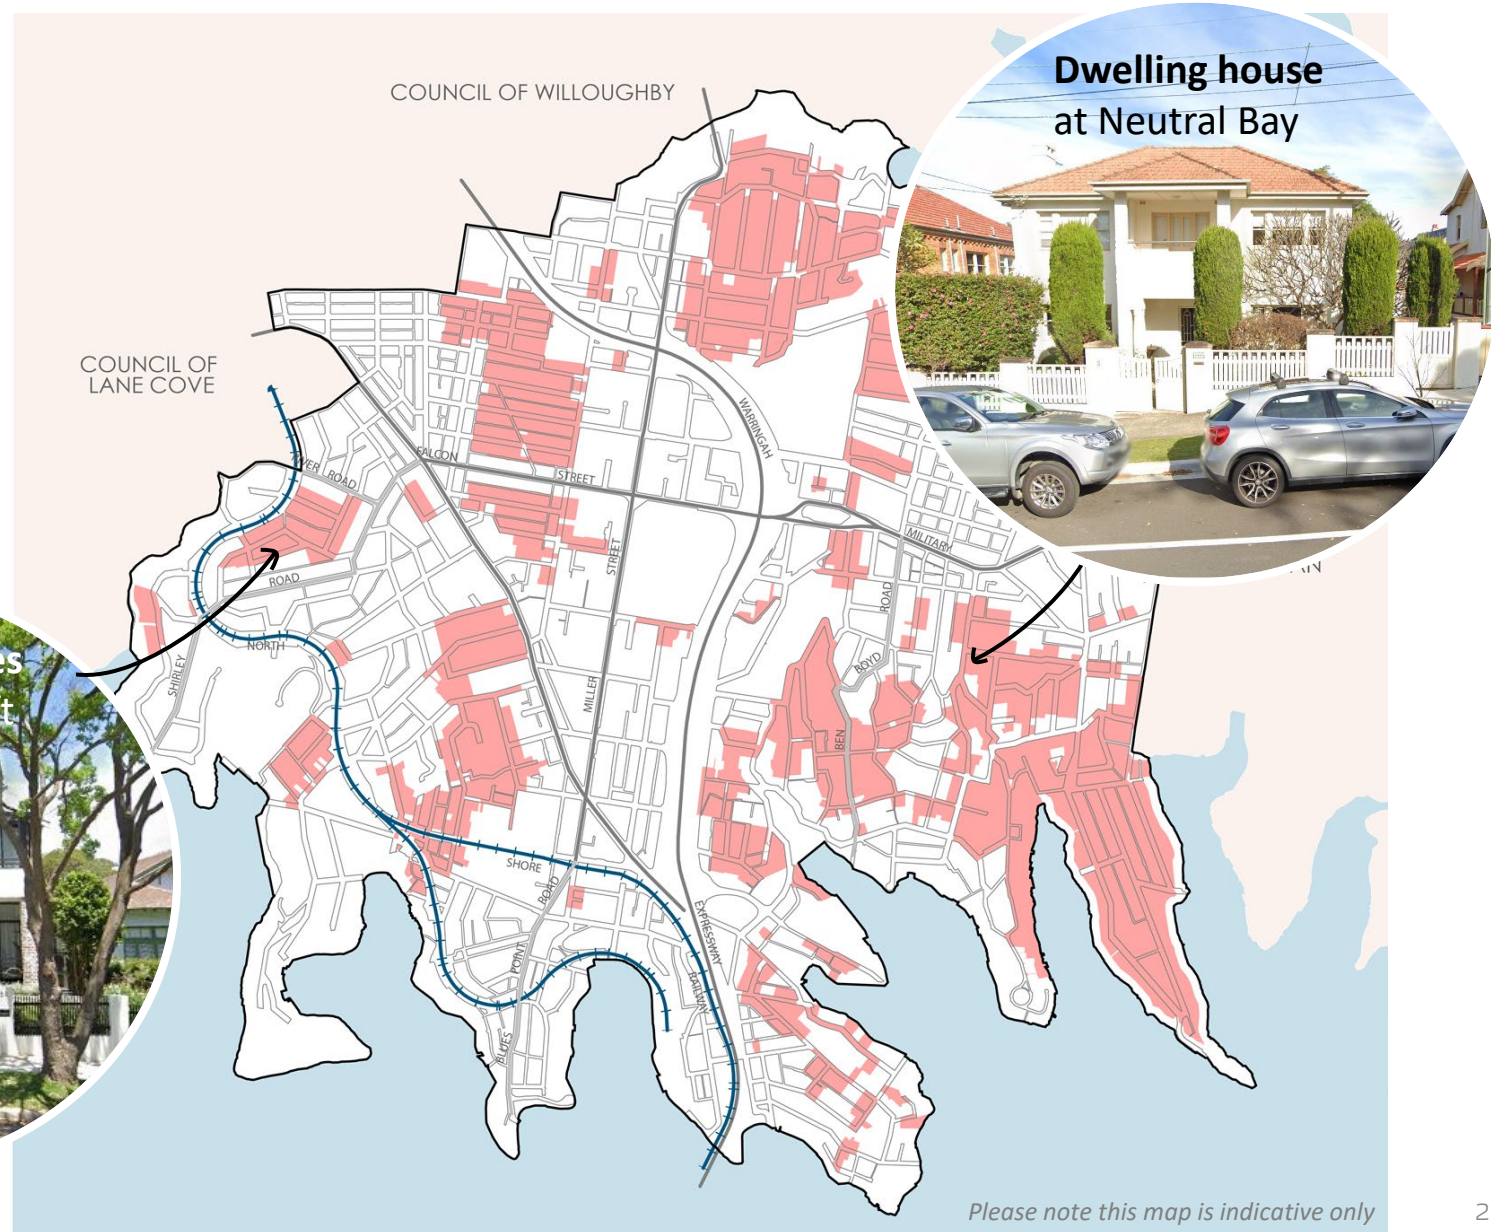 COUNCIL OF WILLOUGHBY
Dwelling house
at Neutral Bay
COUNCIL OF
LANE COVE
WARRINGAH
FALCON
STREET
ROAD
MILITARY
STREET
ROAD
ROAD
NORTH
SHIRLEY
BOYD
MILLER
BEN
SHORE
ROAD
EXPRESSWAY
POINT
RAILWAY
BLUES
Please note this map is indicative only
2